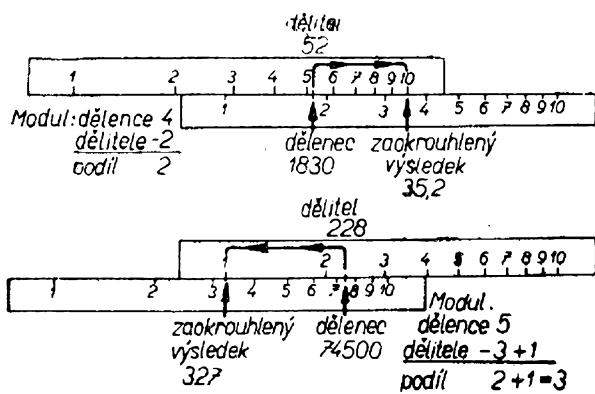 dělitel
52
1 2 3 4 5 6 7 8 9 10
1 2 3 4 5 6 7 8 9 10
Modul: dělence 4
dělitele -2
podíl 2
dělenec
1830
zaokrouhlený
výsledek
35,2
dělitel
228
1 2 3 4 5 6 7 8 9 10
1 2 3 4 5 6 7 8 9 10
zaokrouhlený
výsledek
327
dělenec
74500
Modul.
dělence 5
dělitele -3+1
podíl 2+1=3